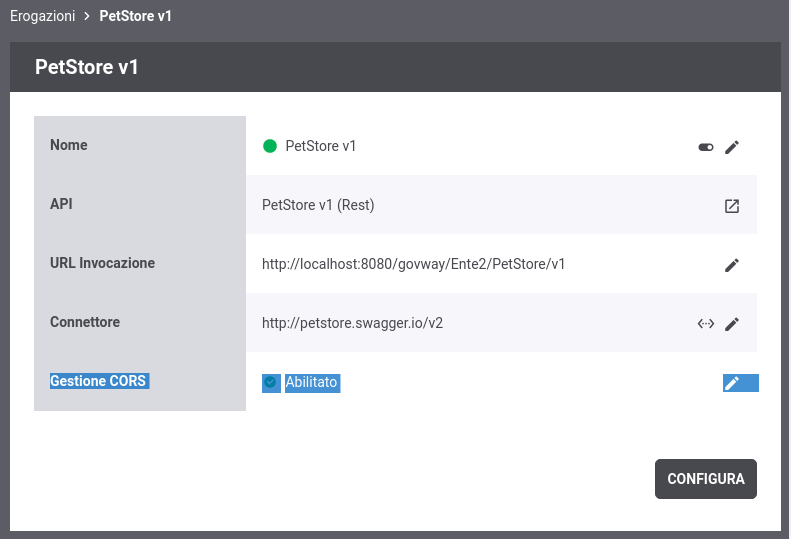 Erogazioni > PetStore v1
PetStore v1
Nome PetStore v1
API PetStore v1 (Rest)
URL Invocazione http://localhost:8080/govway/Ente2/PetStore/v1
Connettore http://petstore.swagger.io/v2
Gestione CORS Abilitato
CONFIGURA